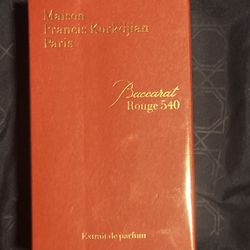 Maison
Francis Kurkdjian
Paris
Baccarat
Rouge 540
Extrait de parfum